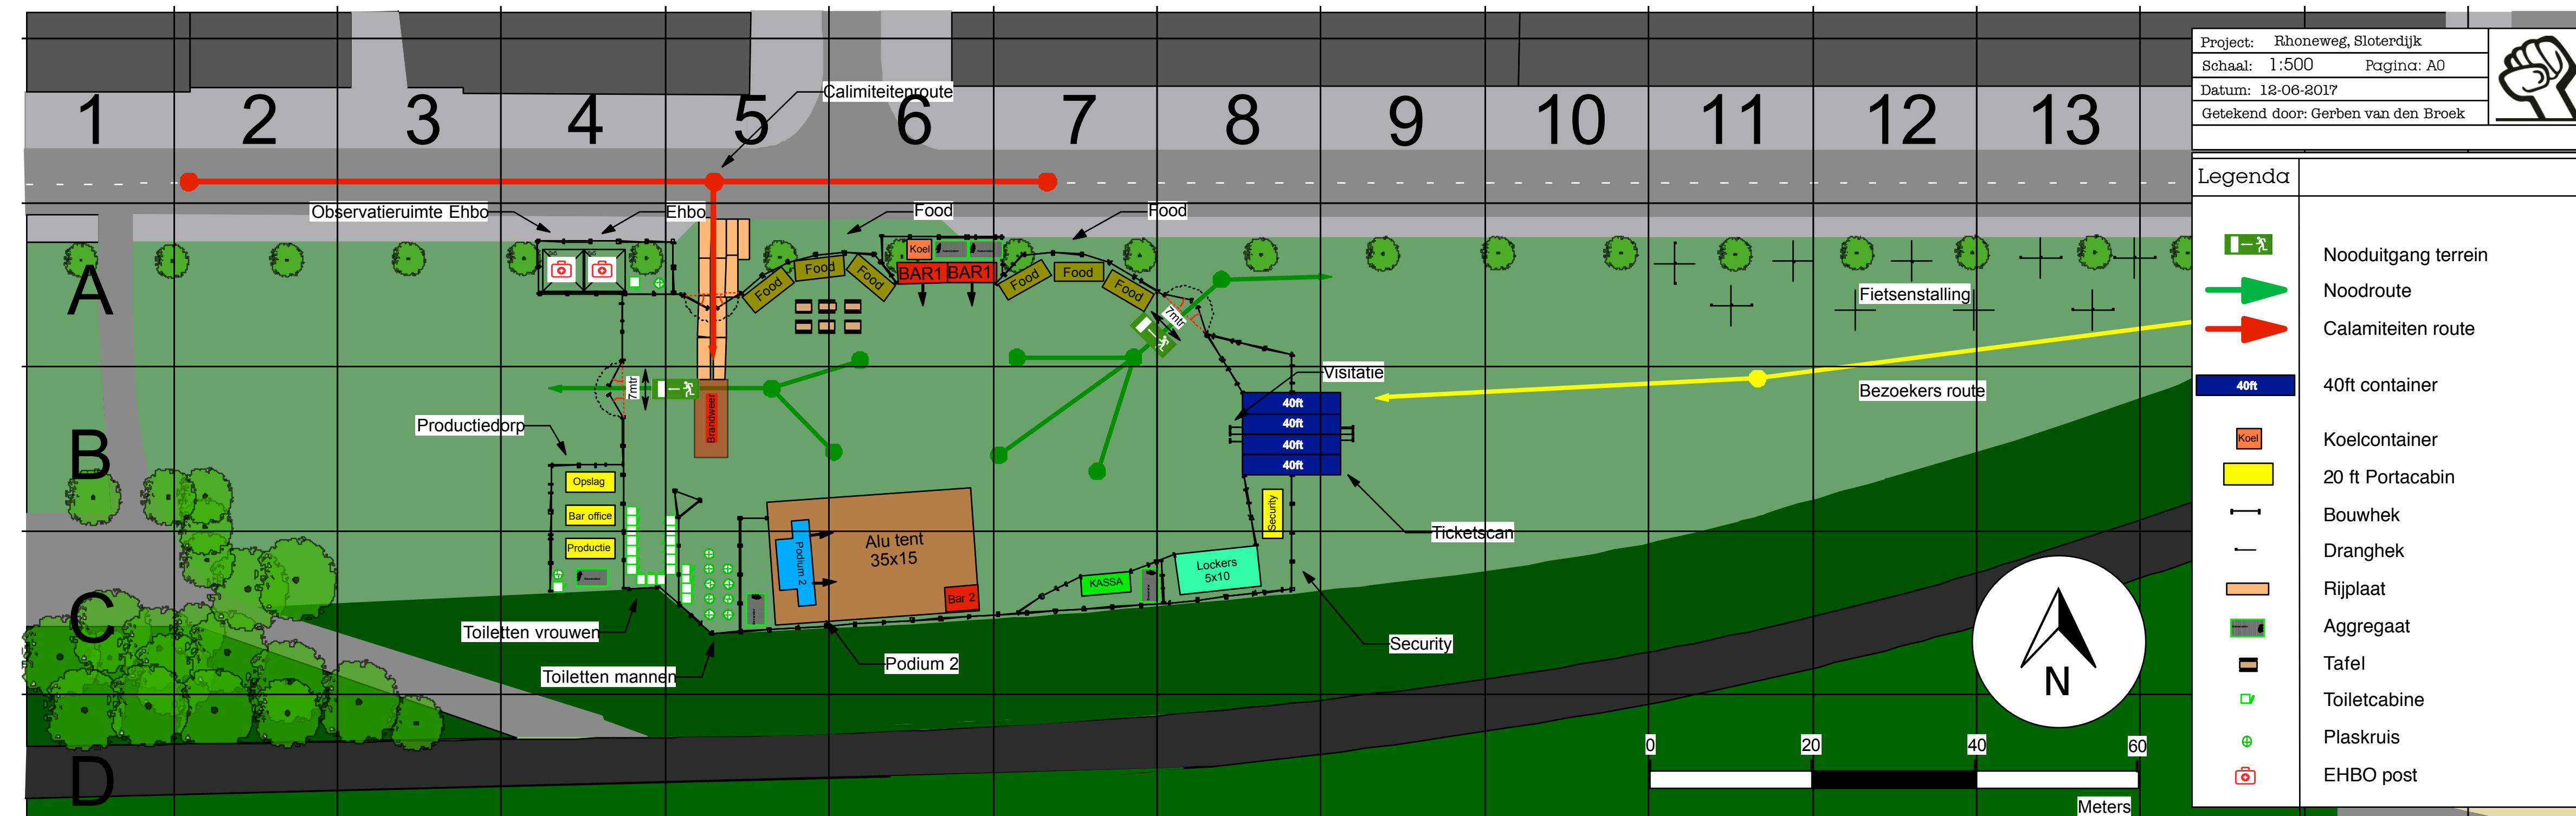 Project: Rhoneweg, Sloterdijk
Schaal: 1:500 Pagina: A0
Datum: 12-06-2017
Getekend door: Gerben van den Broek
1 2 3 4 5 6 7 8 9 10 11 12 13
A
B
C
D
Calimiteitenroute
Observatieruimte Ehbo
Ehbo
Food
Food
Koel
BAR1 BAR1
Food
Food
Food
Food
Food
Food
7mtr
7mtr
Fietsenstalling
Bezoekers route
Visitatie
40ft
40ft
40ft
40ft
Brandweer
Productiedorp
Opslag
Bar office
Productie
Security
Ticketscan
Alu tent
35x15
Podium 2
Bar 2
KASSA
Lockers
5x10
Toiletten vrouwen
Toiletten mannen
Podium 2
Security
N
0 20 40 60
Meters
Legenda
Nooduitgang terrein
Noodroute
Calamiteiten route
40ft 40ft container
Koel Koelcontainer
20 ft Portacabin
Bouwhek
Dranghek
Rijplaat
Aggregaat
Tafel
Toiletcabine
Plaskruis
EHBO post